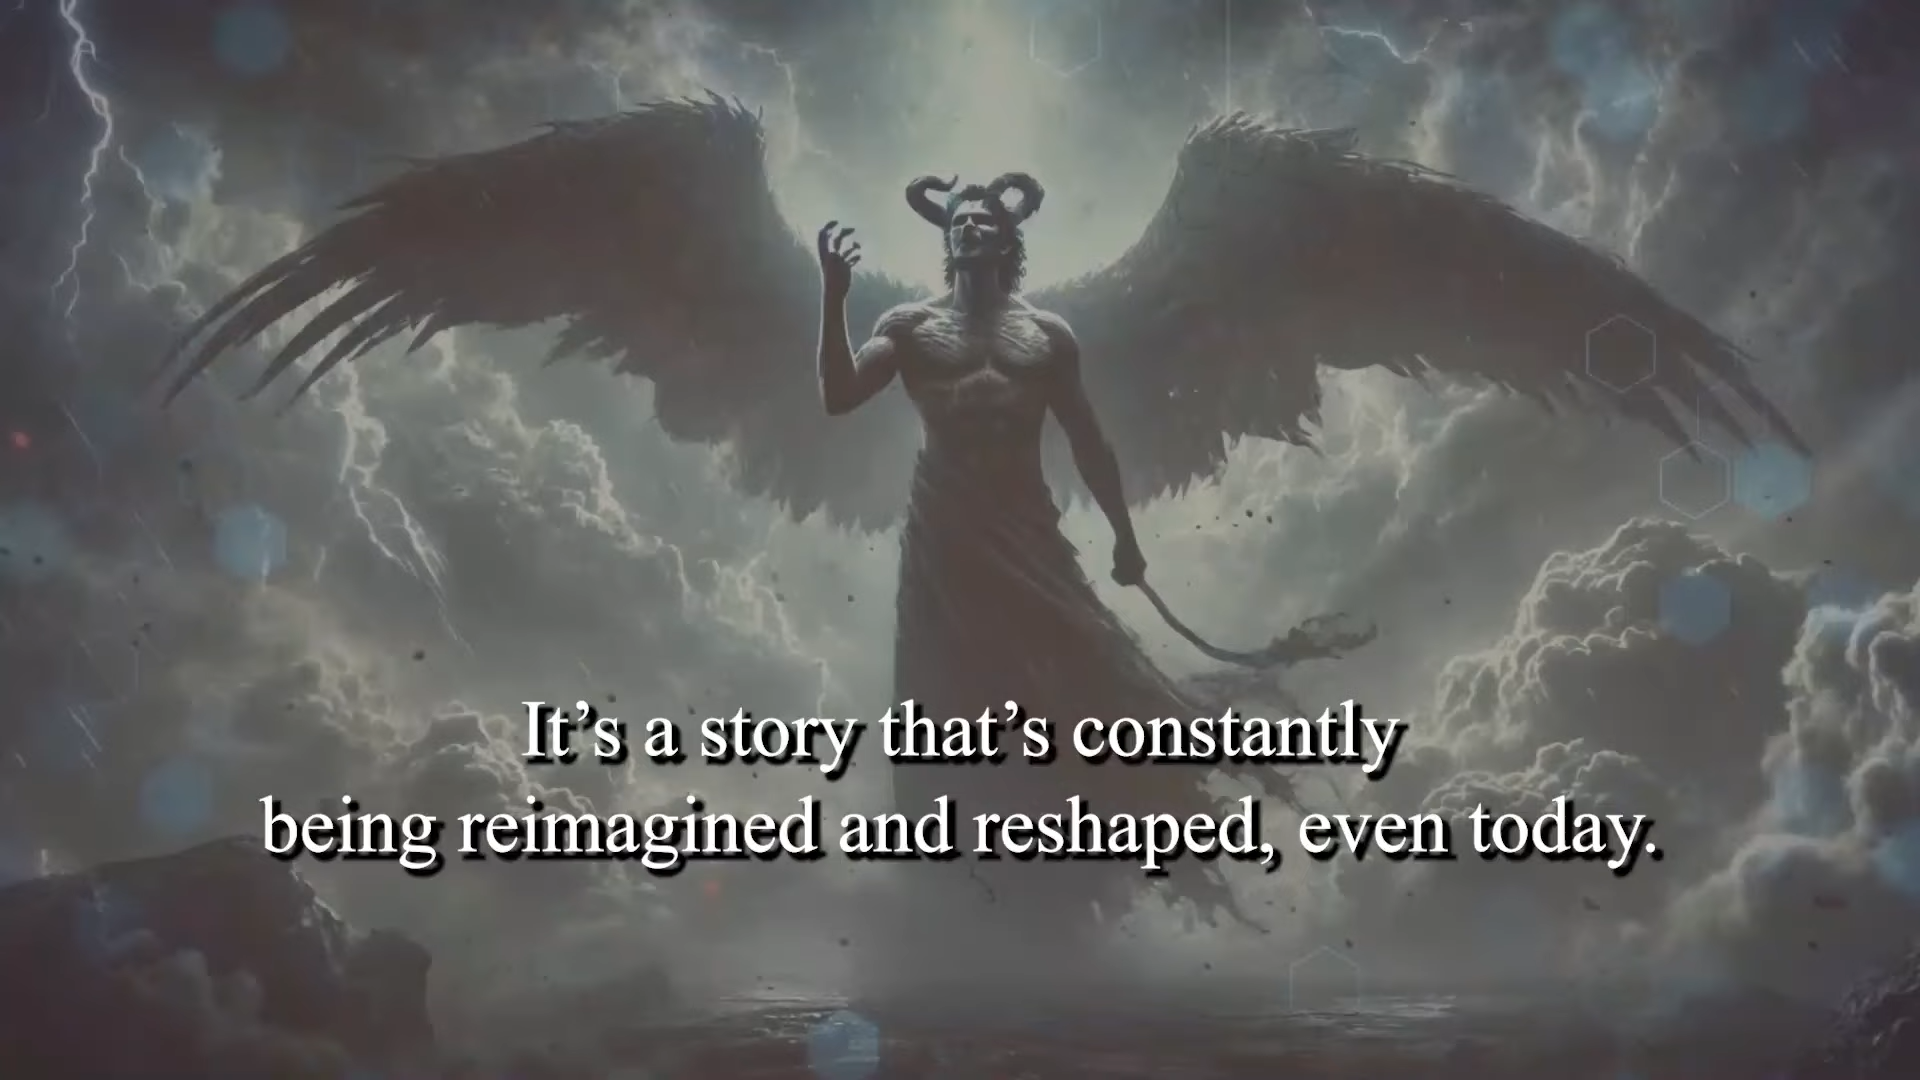 It’s a story that’s constantly
being reimagined and reshaped, even today.